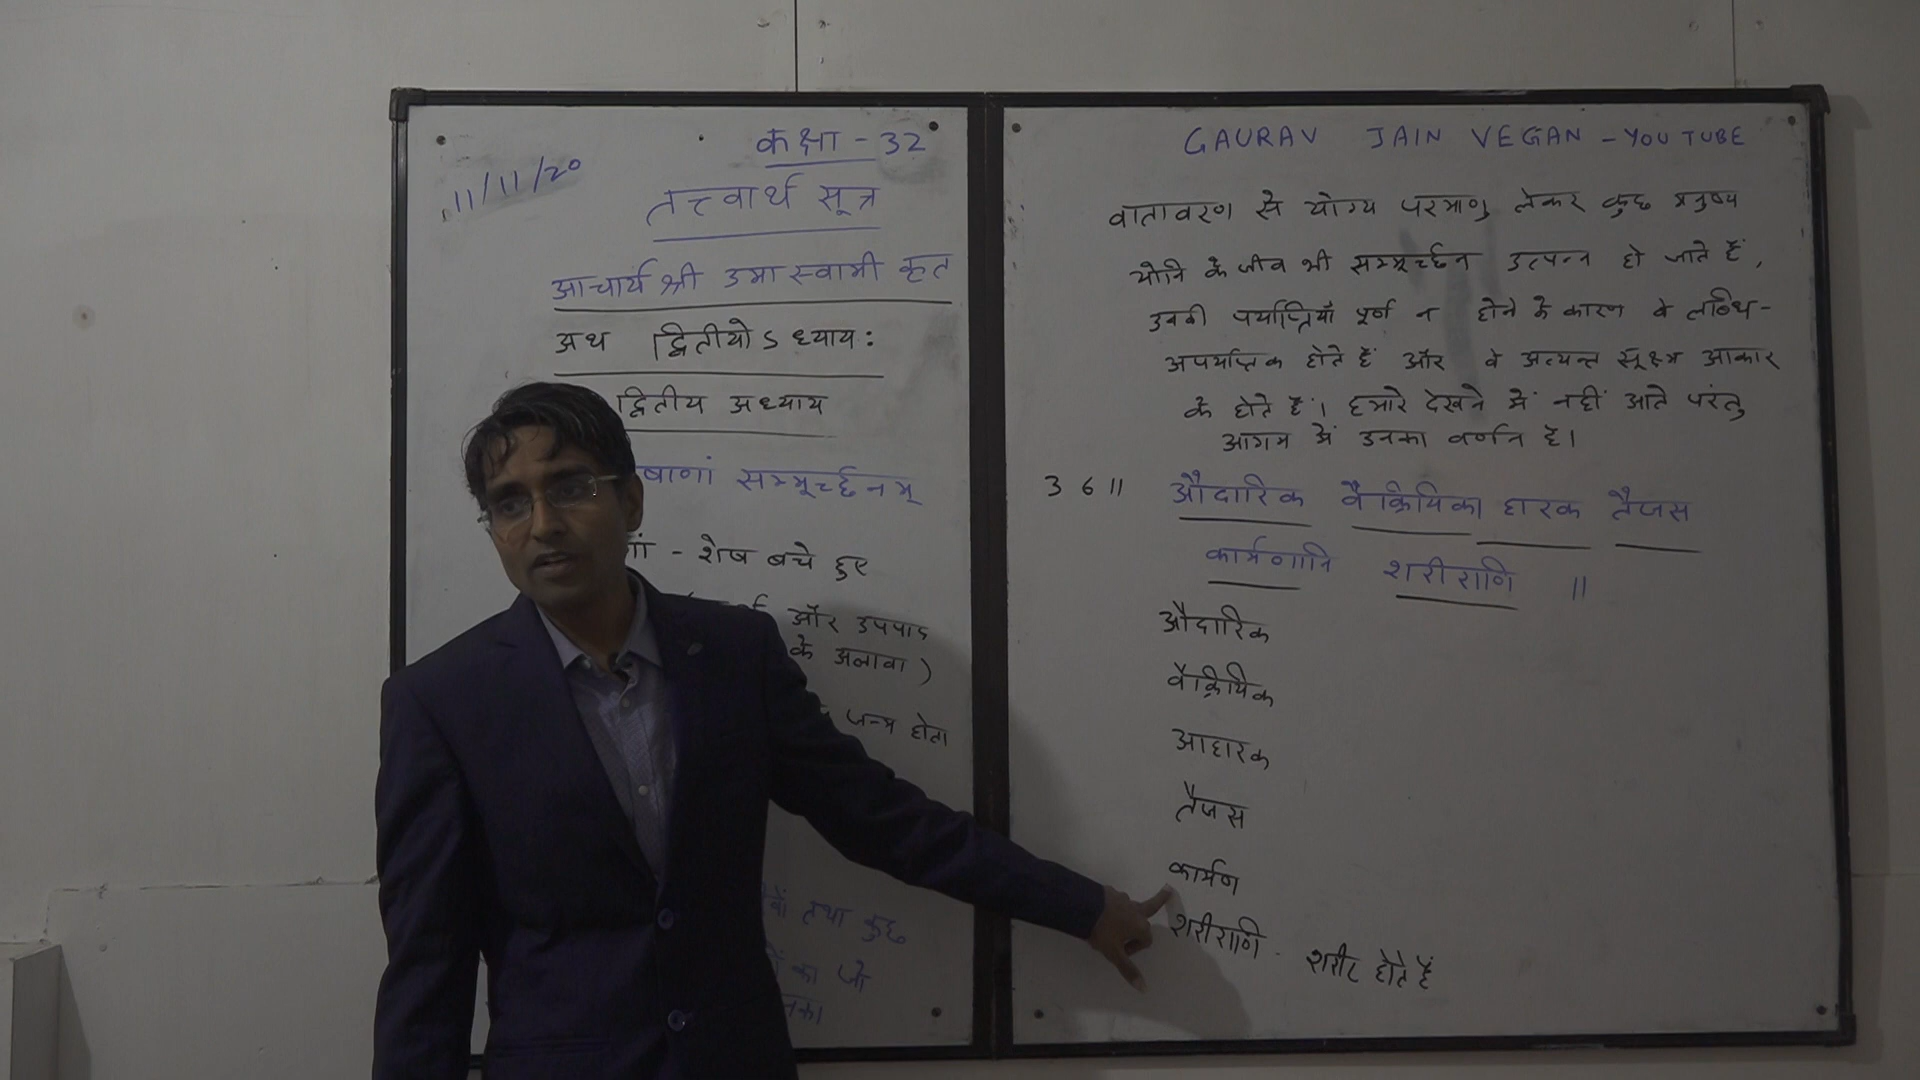 कक्षा - 32
11/11/20
तत्त्वार्थ सूत्र
आचार्य श्री उमास्वामी कृत
अथ द्वितीयोऽध्याय:
द्वितीय अध्याय
षाणां सम्मूर्च्छनम्
ां - शेष बचे हुए
और उपपाद
के अलावा )
जन्म होता
तथा कुछ
का जो
GAURAV JAIN VEGAN - YOUTUBE
वातावरण से योग्य परमाणु लेकर कुछ मनुष्य
योनि के जीव भी सम्मूर्च्छन उत्पन्न हो जाते हैं,
उनकी पर्याप्तियाँ पूर्ण न होने के कारण वे लब्धि-
अपर्याप्तक होते हैं और वे अत्यन्त सूक्ष्म आकार
के होते हैं। हमारे देखने में नहीं आते परंतु
आगम में उनका वर्णन है।
36॥ औदारिक वैक्रियिका हारक तैजस
कार्मणानि शरीराणि ॥
औदारिक
वैक्रियिक
आहारक
तैजस
कार्मण
शरीराणि - शरीर होते हैं